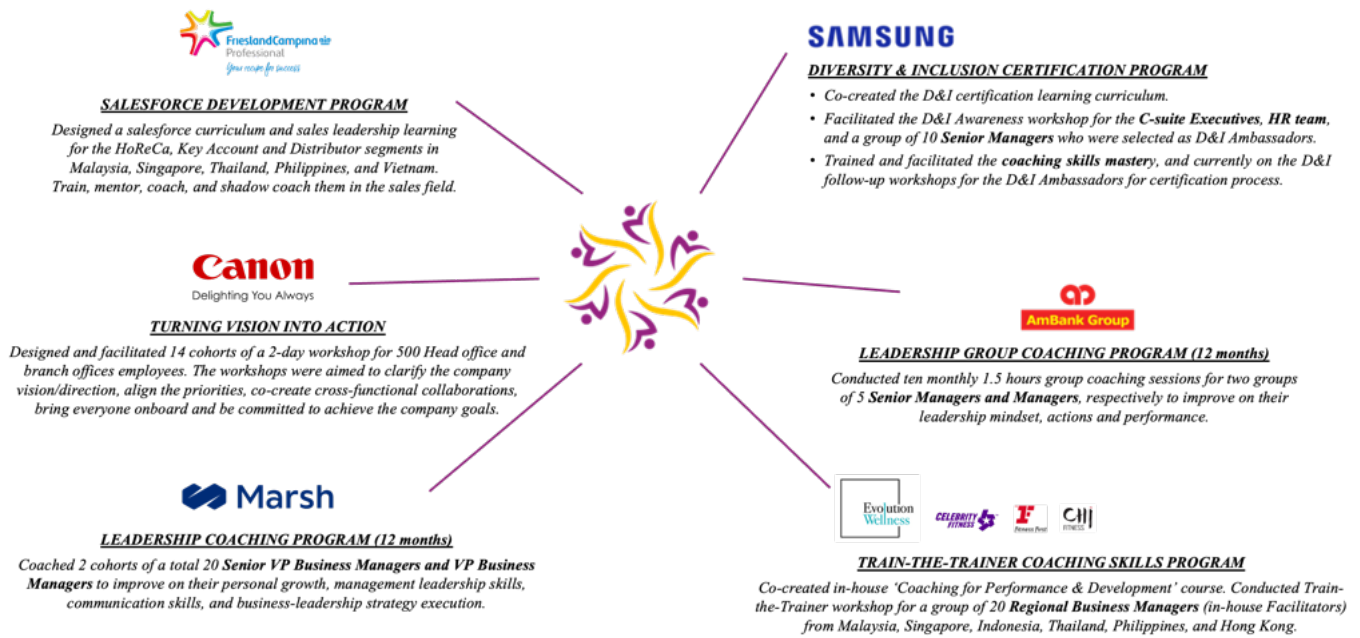 FrieslandCampina
Professional
Your recipe for success
SALESFORCE DEVELOPMENT PROGRAM
Designed a salesforce curriculum and sales leadership learning
for the HoReCa, Key Account and Distributor segments in
Malaysia, Singapore, Thailand, Philippines, and Vietnam.
Train, mentor, coach, and shadow coach them in the sales field.
SAMSUNG
DIVERSITY & INCLUSION CERTIFICATION PROGRAM
• Co-created the D&I certification learning curriculum.
• Facilitated the D&I Awareness workshop for the C-suite Executives, HR team,
and a group of 10 Senior Managers who were selected as D&I Ambassadors.
• Trained and facilitated the coaching skills mastery, and currently on the D&I
follow-up workshops for the D&I Ambassadors for certification process.
Canon
Delighting You Always
TURNING VISION INTO ACTION
Designed and facilitated 14 cohorts of a 2-day workshop for 500 Head office and
branch offices employees. The workshops were aimed to clarify the company
vision/direction, align the priorities, co-create cross-functional collaborations,
bring everyone onboard and be committed to achieve the company goals.
AmBank Group
LEADERSHIP GROUP COACHING PROGRAM (12 months)
Conducted ten monthly 1.5 hours group coaching sessions for two groups
of 5 Senior Managers and Managers, respectively to improve on their
leadership mindset, actions and performance.
Marsh
LEADERSHIP COACHING PROGRAM (12 months)
Coached 2 cohorts of a total 20 Senior VP Business Managers and VP Business
Managers to improve on their personal growth, management leadership skills,
communication skills, and business-leadership strategy execution.
Evolution
Wellness
CELEBRITY
FITNESS
Fitness First
CHi
FITNESS
TRAIN-THE-TRAINER COACHING SKILLS PROGRAM
Co-created in-house ‘Coaching for Performance & Development’ course. Conducted Train-
the-Trainer workshop for a group of 20 Regional Business Managers (in-house Facilitators)
from Malaysia, Singapore, Indonesia, Thailand, Philippines, and Hong Kong.